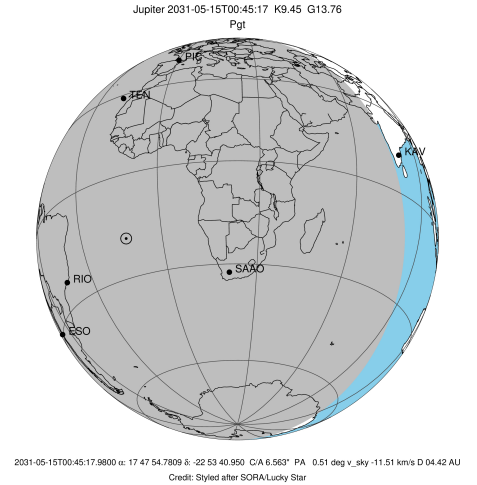 Jupiter 2031-05-15T00:45:17 K9.45 G13.76
Pgt
PIC
TEN
KAV
SAAO
RIO
ESO
2031-05-15T00:45:17.9800 α: 17 47 54.7809 δ: -22 53 40.950 C/A 6.563" PA 0.51 deg v_sky -11.51 km/s D 04.42 AU
Credit: Styled after SORA/Lucky Star